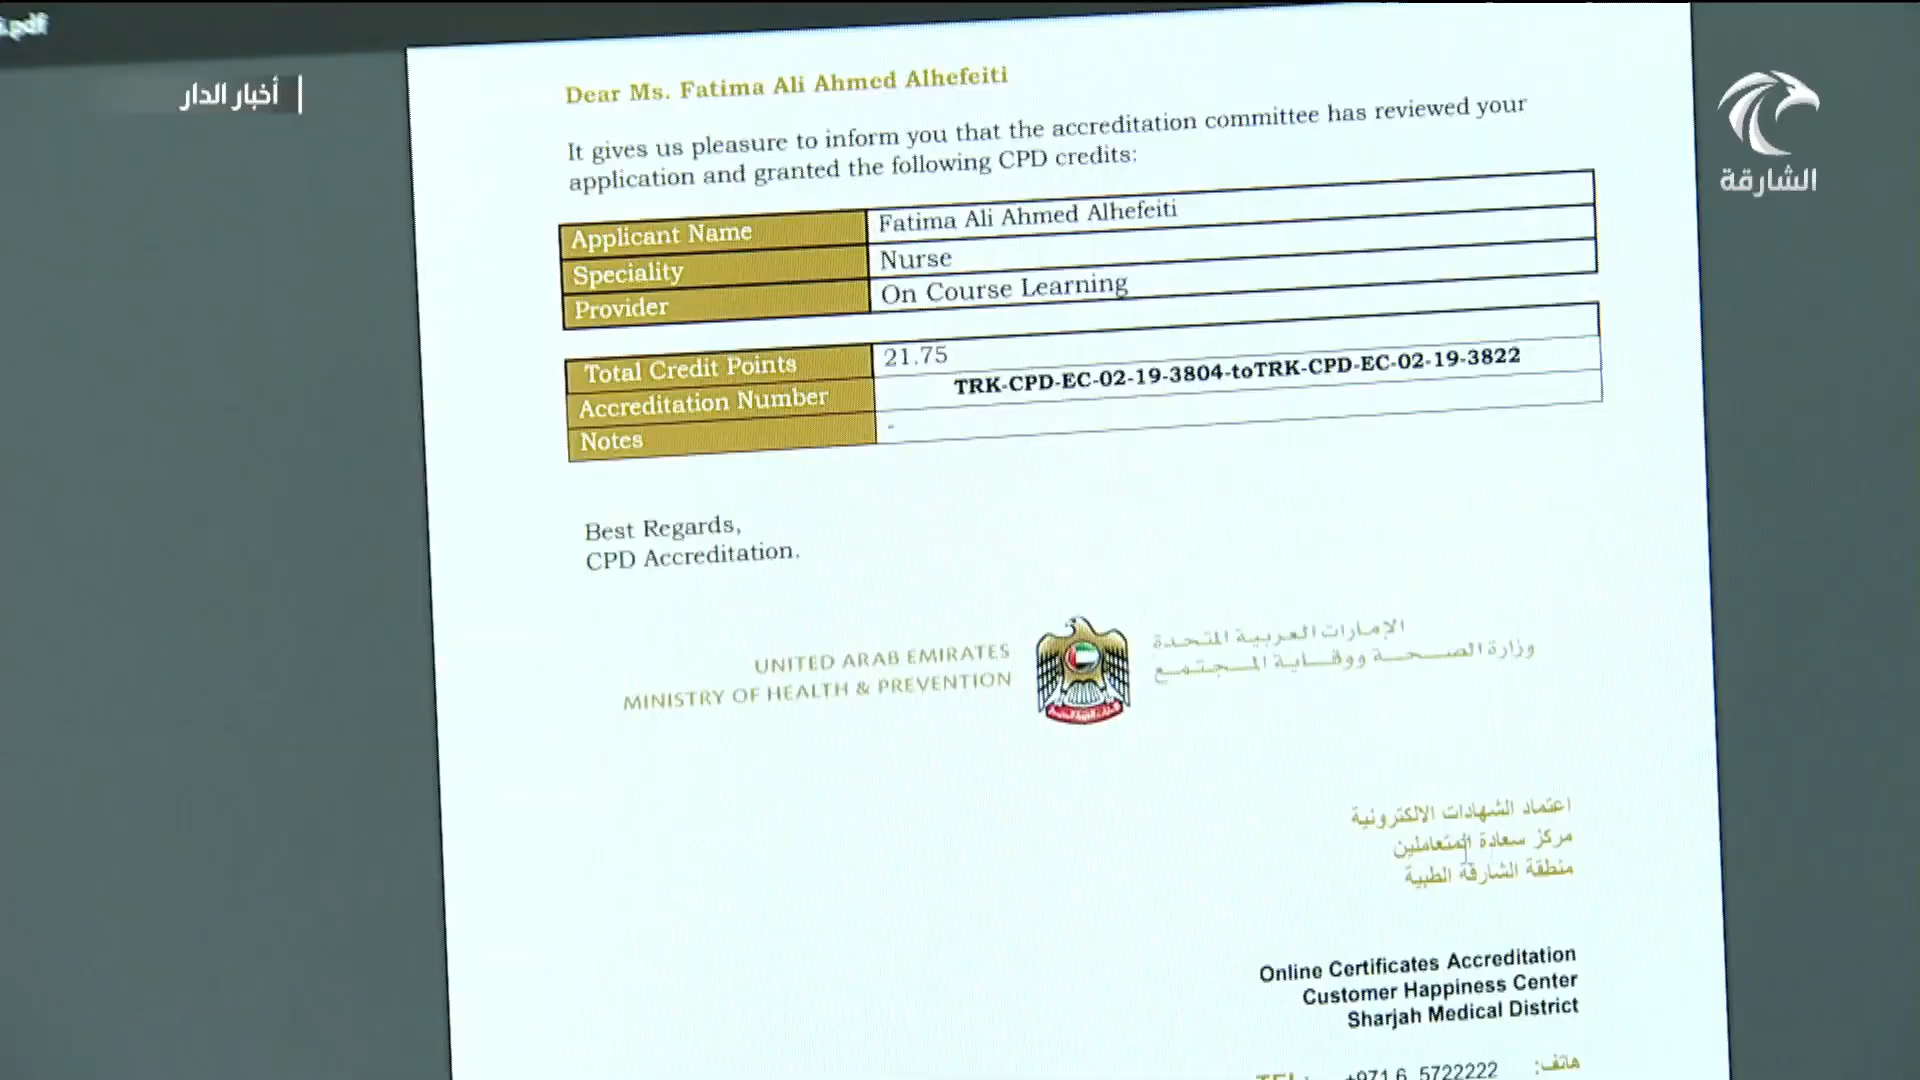 .pdf
أخبار الدار
الشارقة
Dear Ms. Fatima Ali Ahmed Alhefeiti
It gives us pleasure to inform you that the accreditation committee has reviewed your
application and granted the following CPD credits:
Applicant Name Fatima Ali Ahmed Alhefeiti
Speciality Nurse
Provider On Course Learning
Total Credit Points 21.75
Accreditation Number TRK-CPD-EC-02-19-3804-toTRK-CPD-EC-02-19-3822
Notes -
Best Regards,
CPD Accreditation.
UNITED ARAB EMIRATES
MINISTRY OF HEALTH & PREVENTION
الإمارات العربية المتحدة
وزارة الصحة ووقاية المجتمع
اعتماد الشهادات الالكترونية
مركز سعادة المتعاملين
منطقة الشارقة الطبية
Online Certificates Accreditation
Customer Happiness Center
Sharjah Medical District
TEL: +971 6 5722222 هاتف: